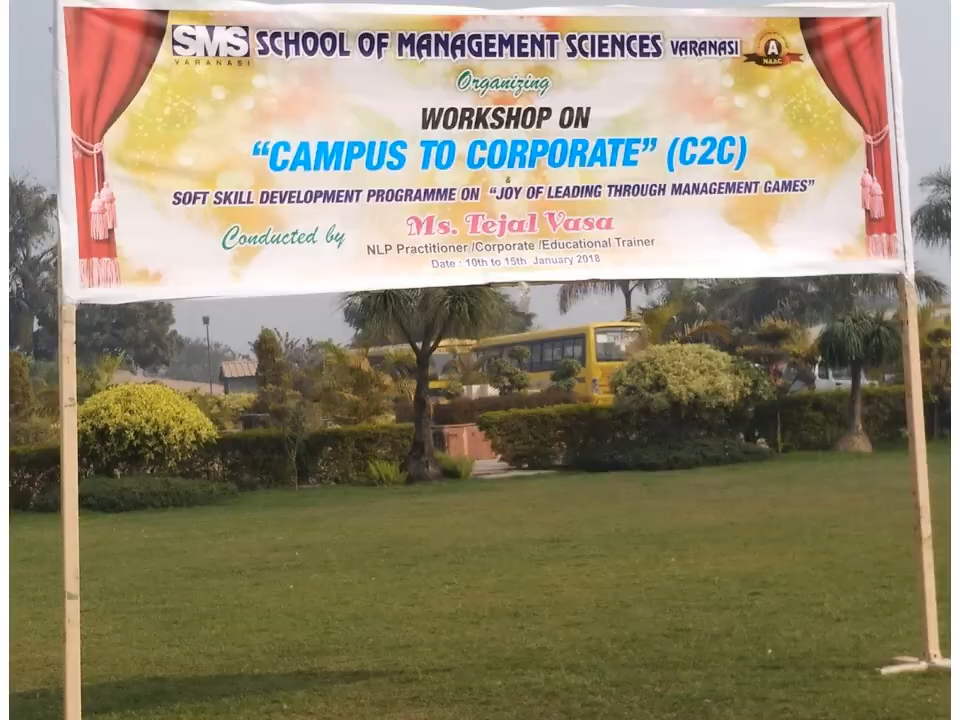 SMS SCHOOL OF MANAGEMENT SCIENCES VARANASI
VARANASI
A
NAAC
Organizing
WORKSHOP ON
"CAMPUS TO CORPORATE" (C2C)
&
SOFT SKILL DEVELOPMENT PROGRAMME ON "JOY OF LEADING THROUGH MANAGEMENT GAMES"
Conducted by Ms. Tejal Vasa
NLP Practitioner /Corporate /Educational Trainer
Date : 10th to 15th January 2018